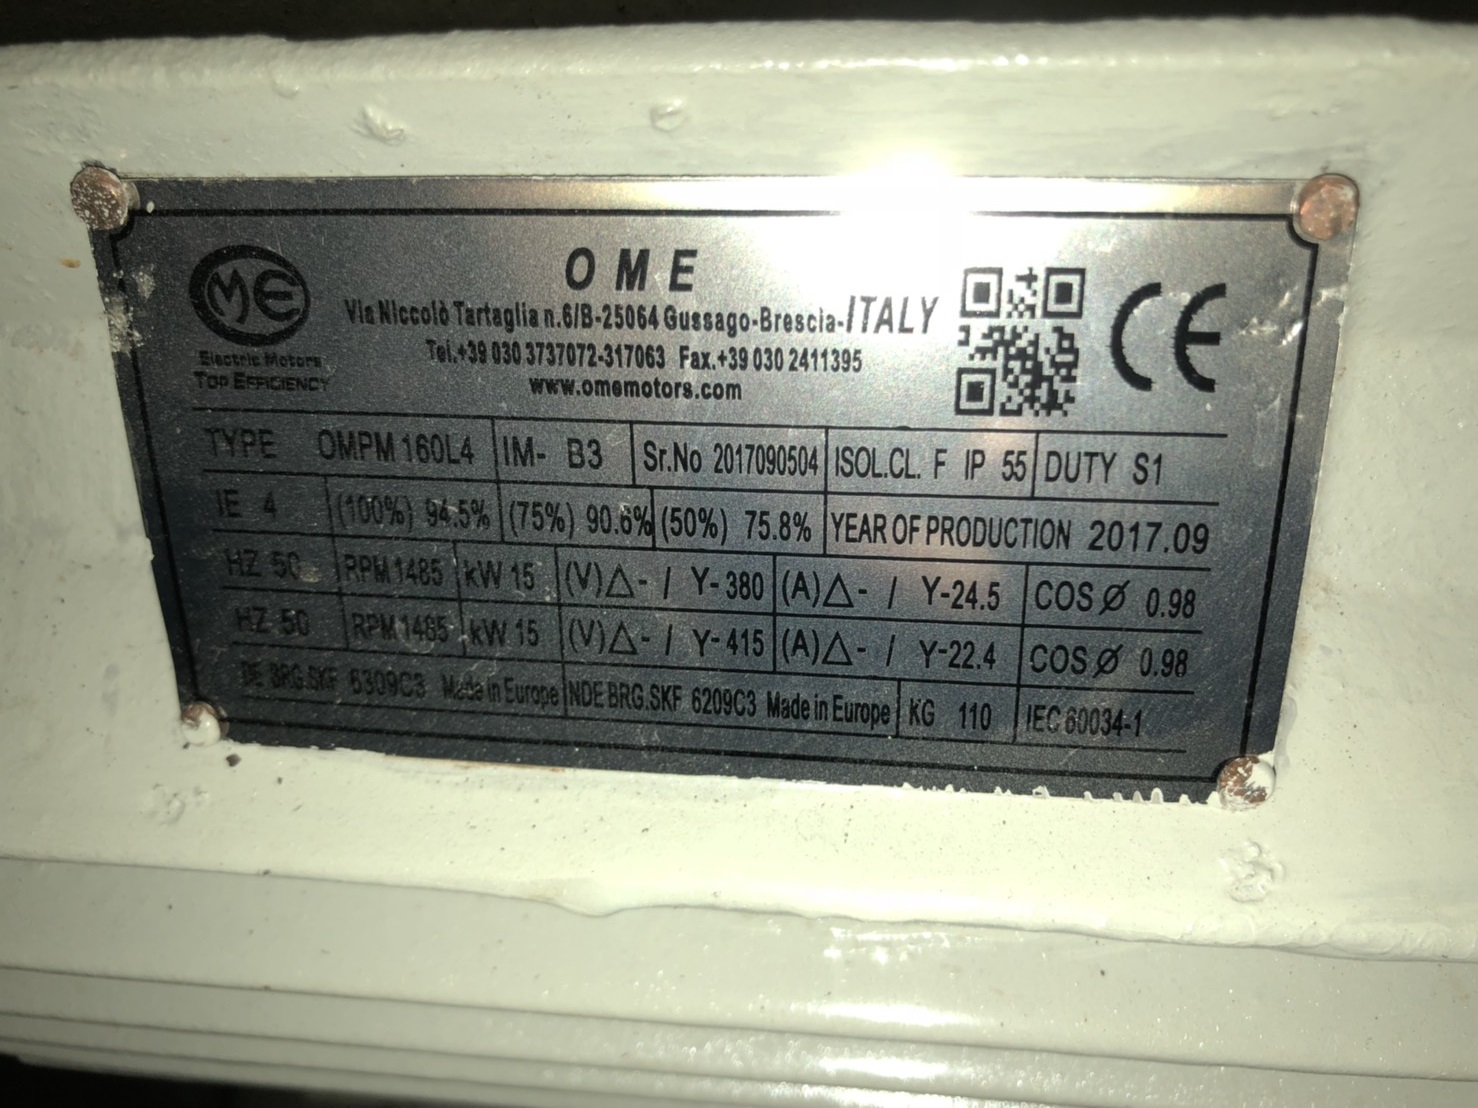 OME
Electric Motors
TOP EFFICIENCY
OME
Via Niccolò Tartaglia n.6/B-25064 Gussago-Brescia-ITALY
Tel.+39 030 3737072-317063 Fax.+39 030 2411395
www.omemotors.com
CE
TYPE OMPM 160L4 IM- B3 Sr.No 2017090504 ISOL.CL. F IP 55 DUTY S1
IE 4 (100%) 94.5% (75%) 90.6% (50%) 75.8% YEAR OF PRODUCTION 2017.09
HZ 50 RPM 1485 kW 15 (V)△- / Y-380 (A)△- / Y-24.5 COSØ 0.98
HZ 50 RPM 1485 kW 15 (V)△- / Y-415 (A)△- / Y-22.4 COSØ 0.98
DE BRG.SKF 6309C3 Made in Europe NDE BRG.SKF 6209C3 Made in Europe KG 110 IEC 60034-1